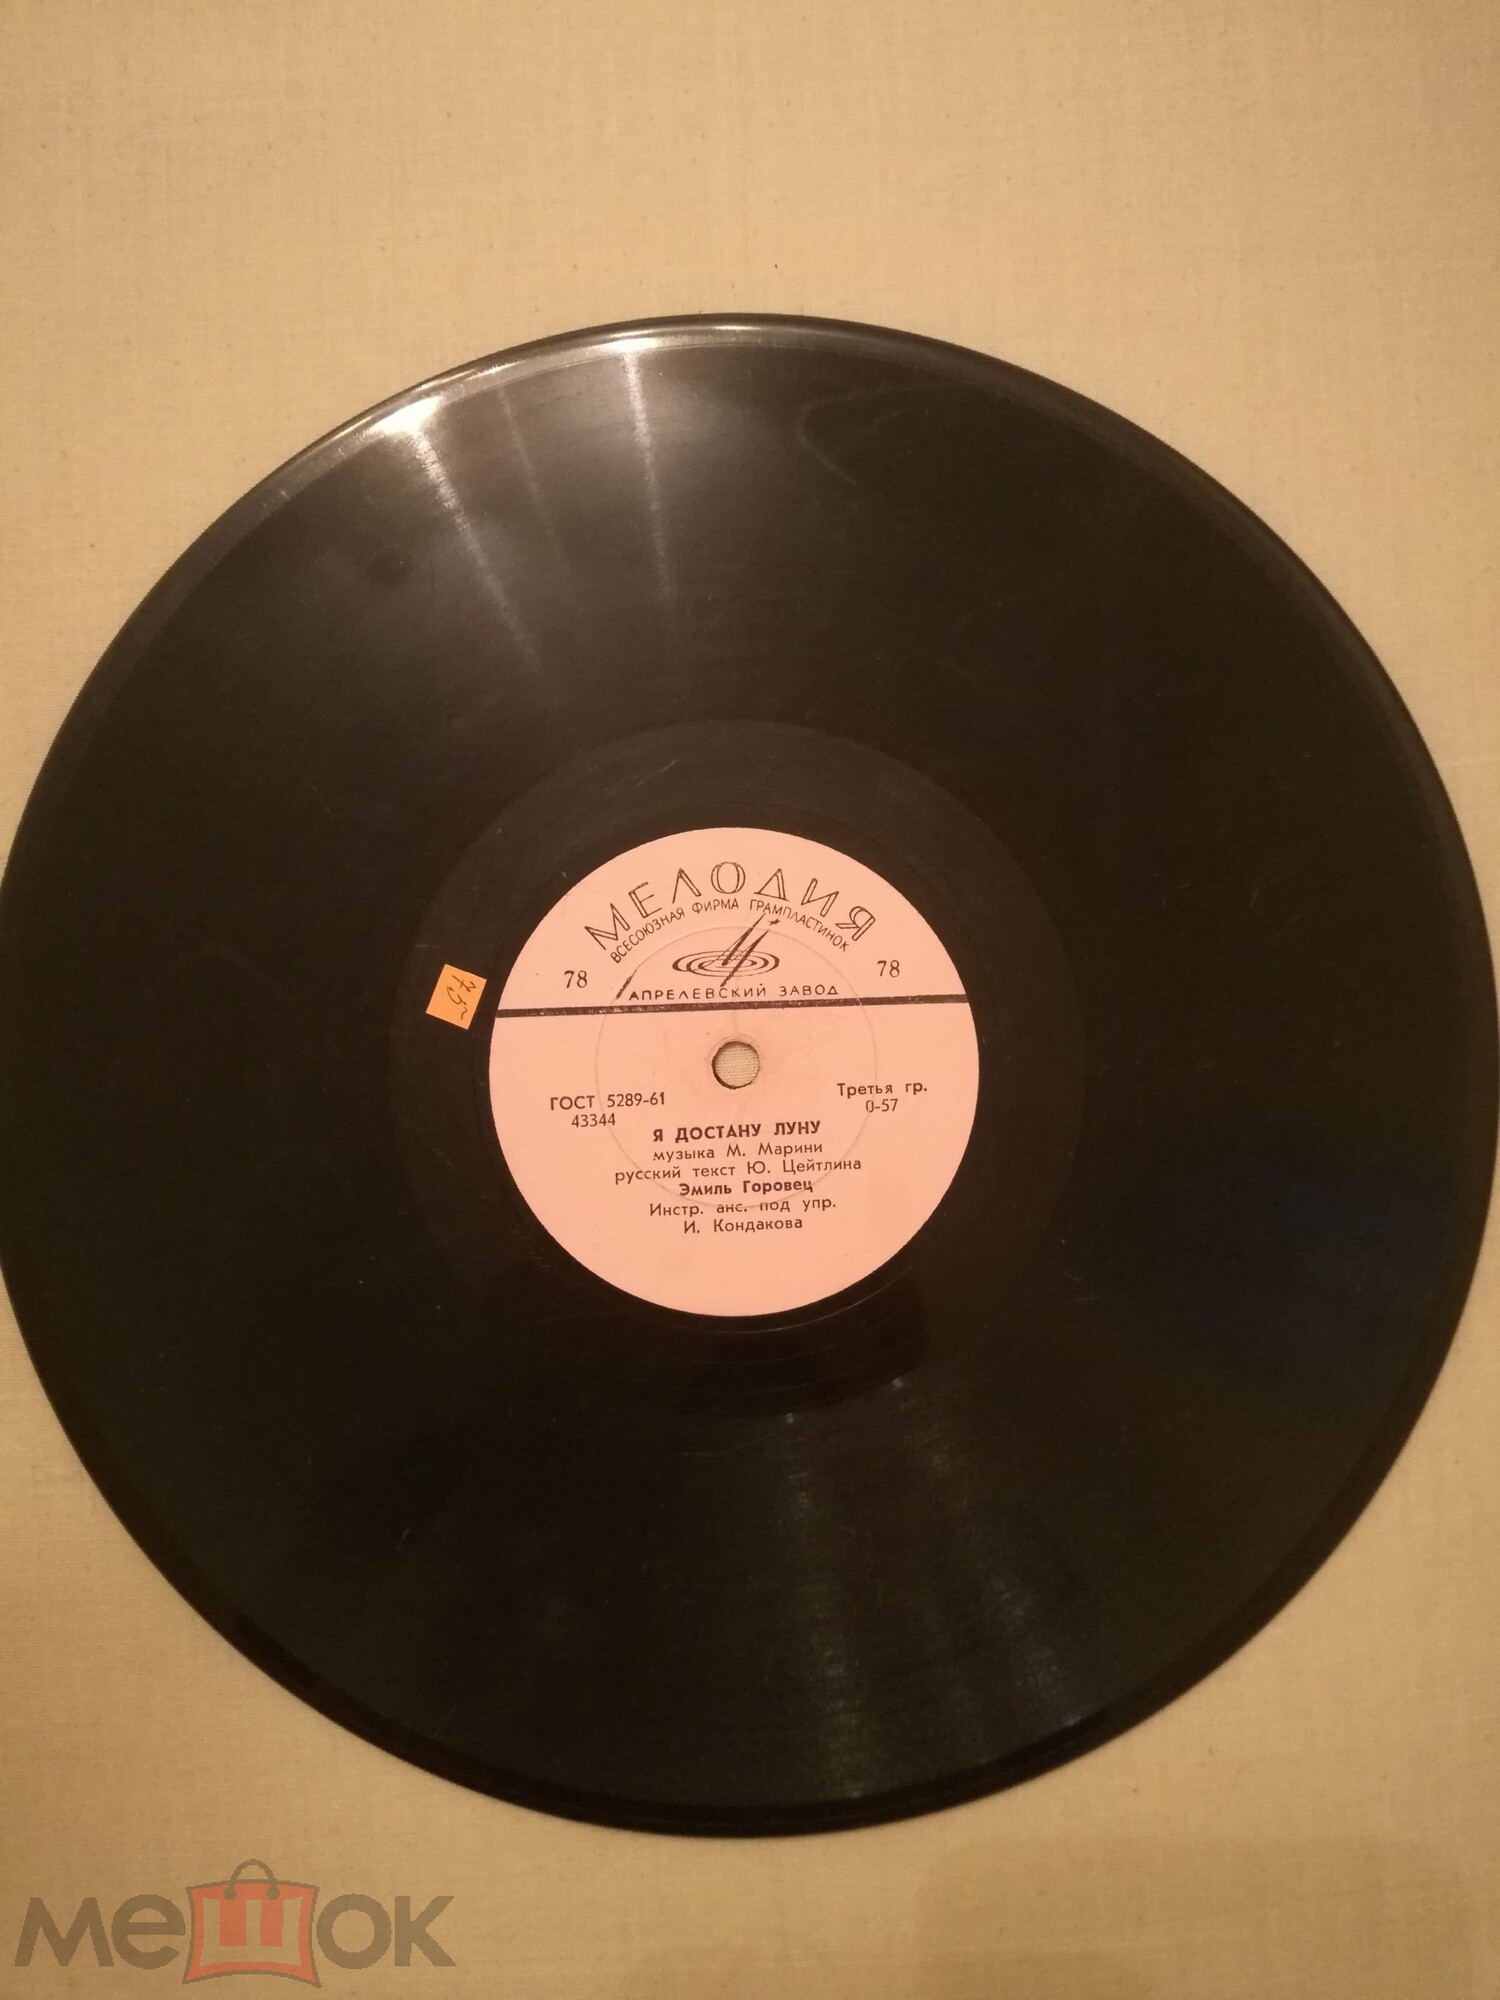 МЕЛОДИЯ
ВСЕСОЮЗНАЯ ФИРМА ГРАМПЛАСТИНОК
78 78
АПРЕЛЕВСКИЙ ЗАВОД
75
ГОСТ 5289-61 Третья гр.
43344 0-57
Я ДОСТАНУ ЛУНУ
музыка М. Марини
русский текст Ю. Цейтлина
Эмиль Горовец
Инстр. анс. под упр.
И. Кондакова
мешок